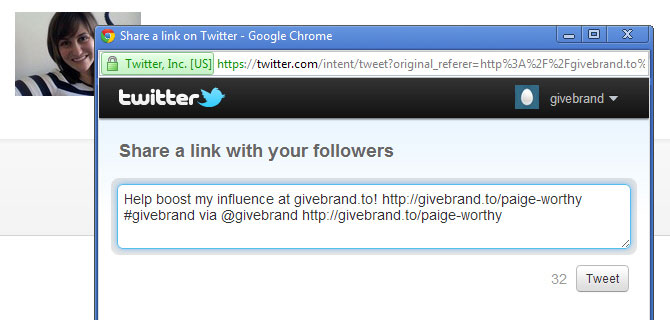 Share a link on Twitter - Google Chrome
Twitter, Inc. [US] https://twitter.com/intent/tweet?original_referer=http%3A%2F%2Fgivebrand.to%
twitter
givebrand
Share a link with your followers
Help boost my influence at givebrand.to! http://givebrand.to/paige-worthy
#givebrand via @givebrand http://givebrand.to/paige-worthy
32 Tweet